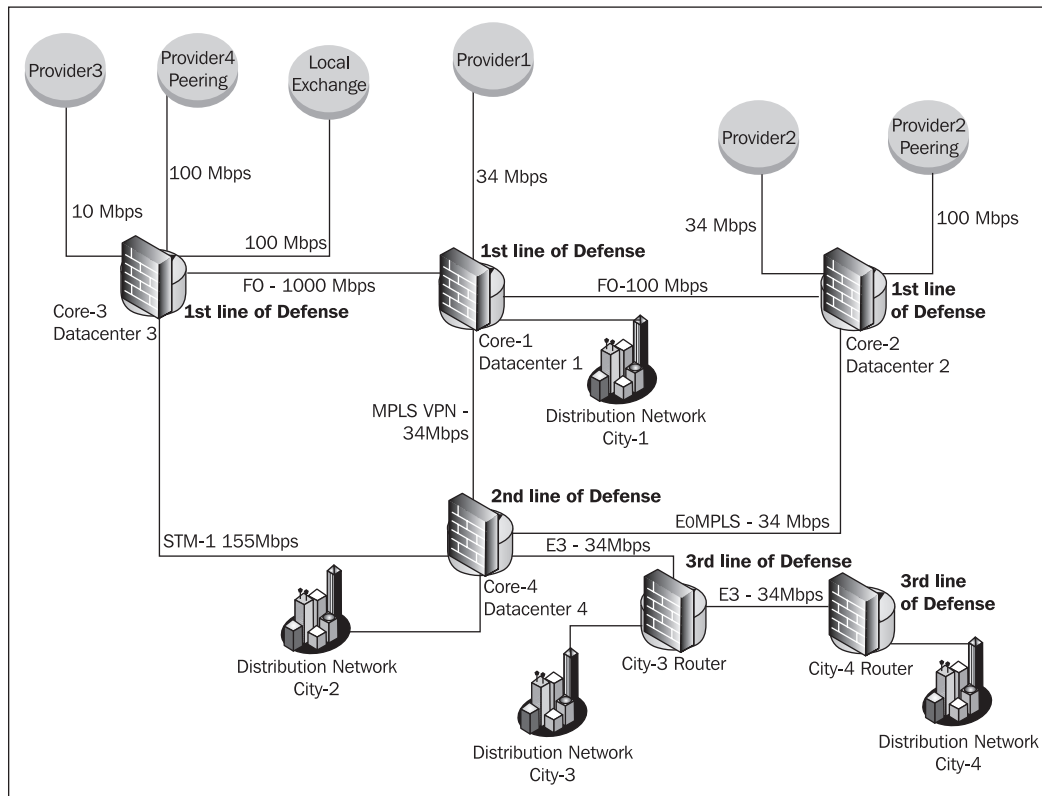 Provider3
Provider4
Peering
Local
Exchange
Provider1
Provider2
Provider2
Peering
10 Mbps
100 Mbps
100 Mbps
34 Mbps
34 Mbps
100 Mbps
1st line of Defense
FO - 1000 Mbps
FO-100 Mbps
1st line of Defense
1st line
of Defense
Core-3
Datacenter 3
Core-1
Datacenter 1
Core-2
Datacenter 2
Distribution Network
City-1
MPLS VPN -
34Mbps
2nd line of Defense
EoMPLS - 34 Mbps
STM-1 155Mbps
E3 - 34Mbps
3rd line of Defense
E3 - 34Mbps
3rd line
of Defense
Core-4
Datacenter 4
City-3 Router
City-4 Router
Distribution Network
City-2
Distribution Network
City-3
Distribution Network
City-4